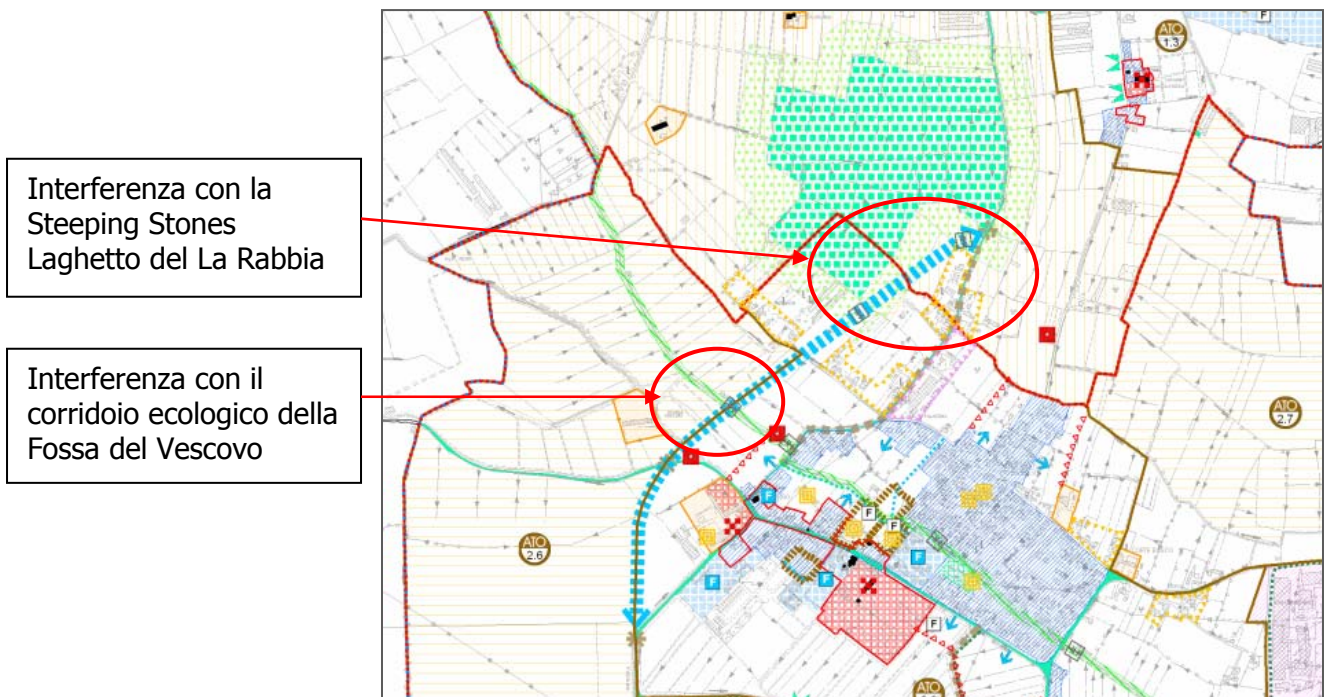 Interferenza con la
Steeping Stones
Laghetto del La Rabbia
Interferenza con il
corridoio ecologico della
Fossa del Vescovo
F
ATO
1.3
ATO
2.7
ATO
2.6
F
F
F
F
F
F
F
ATO